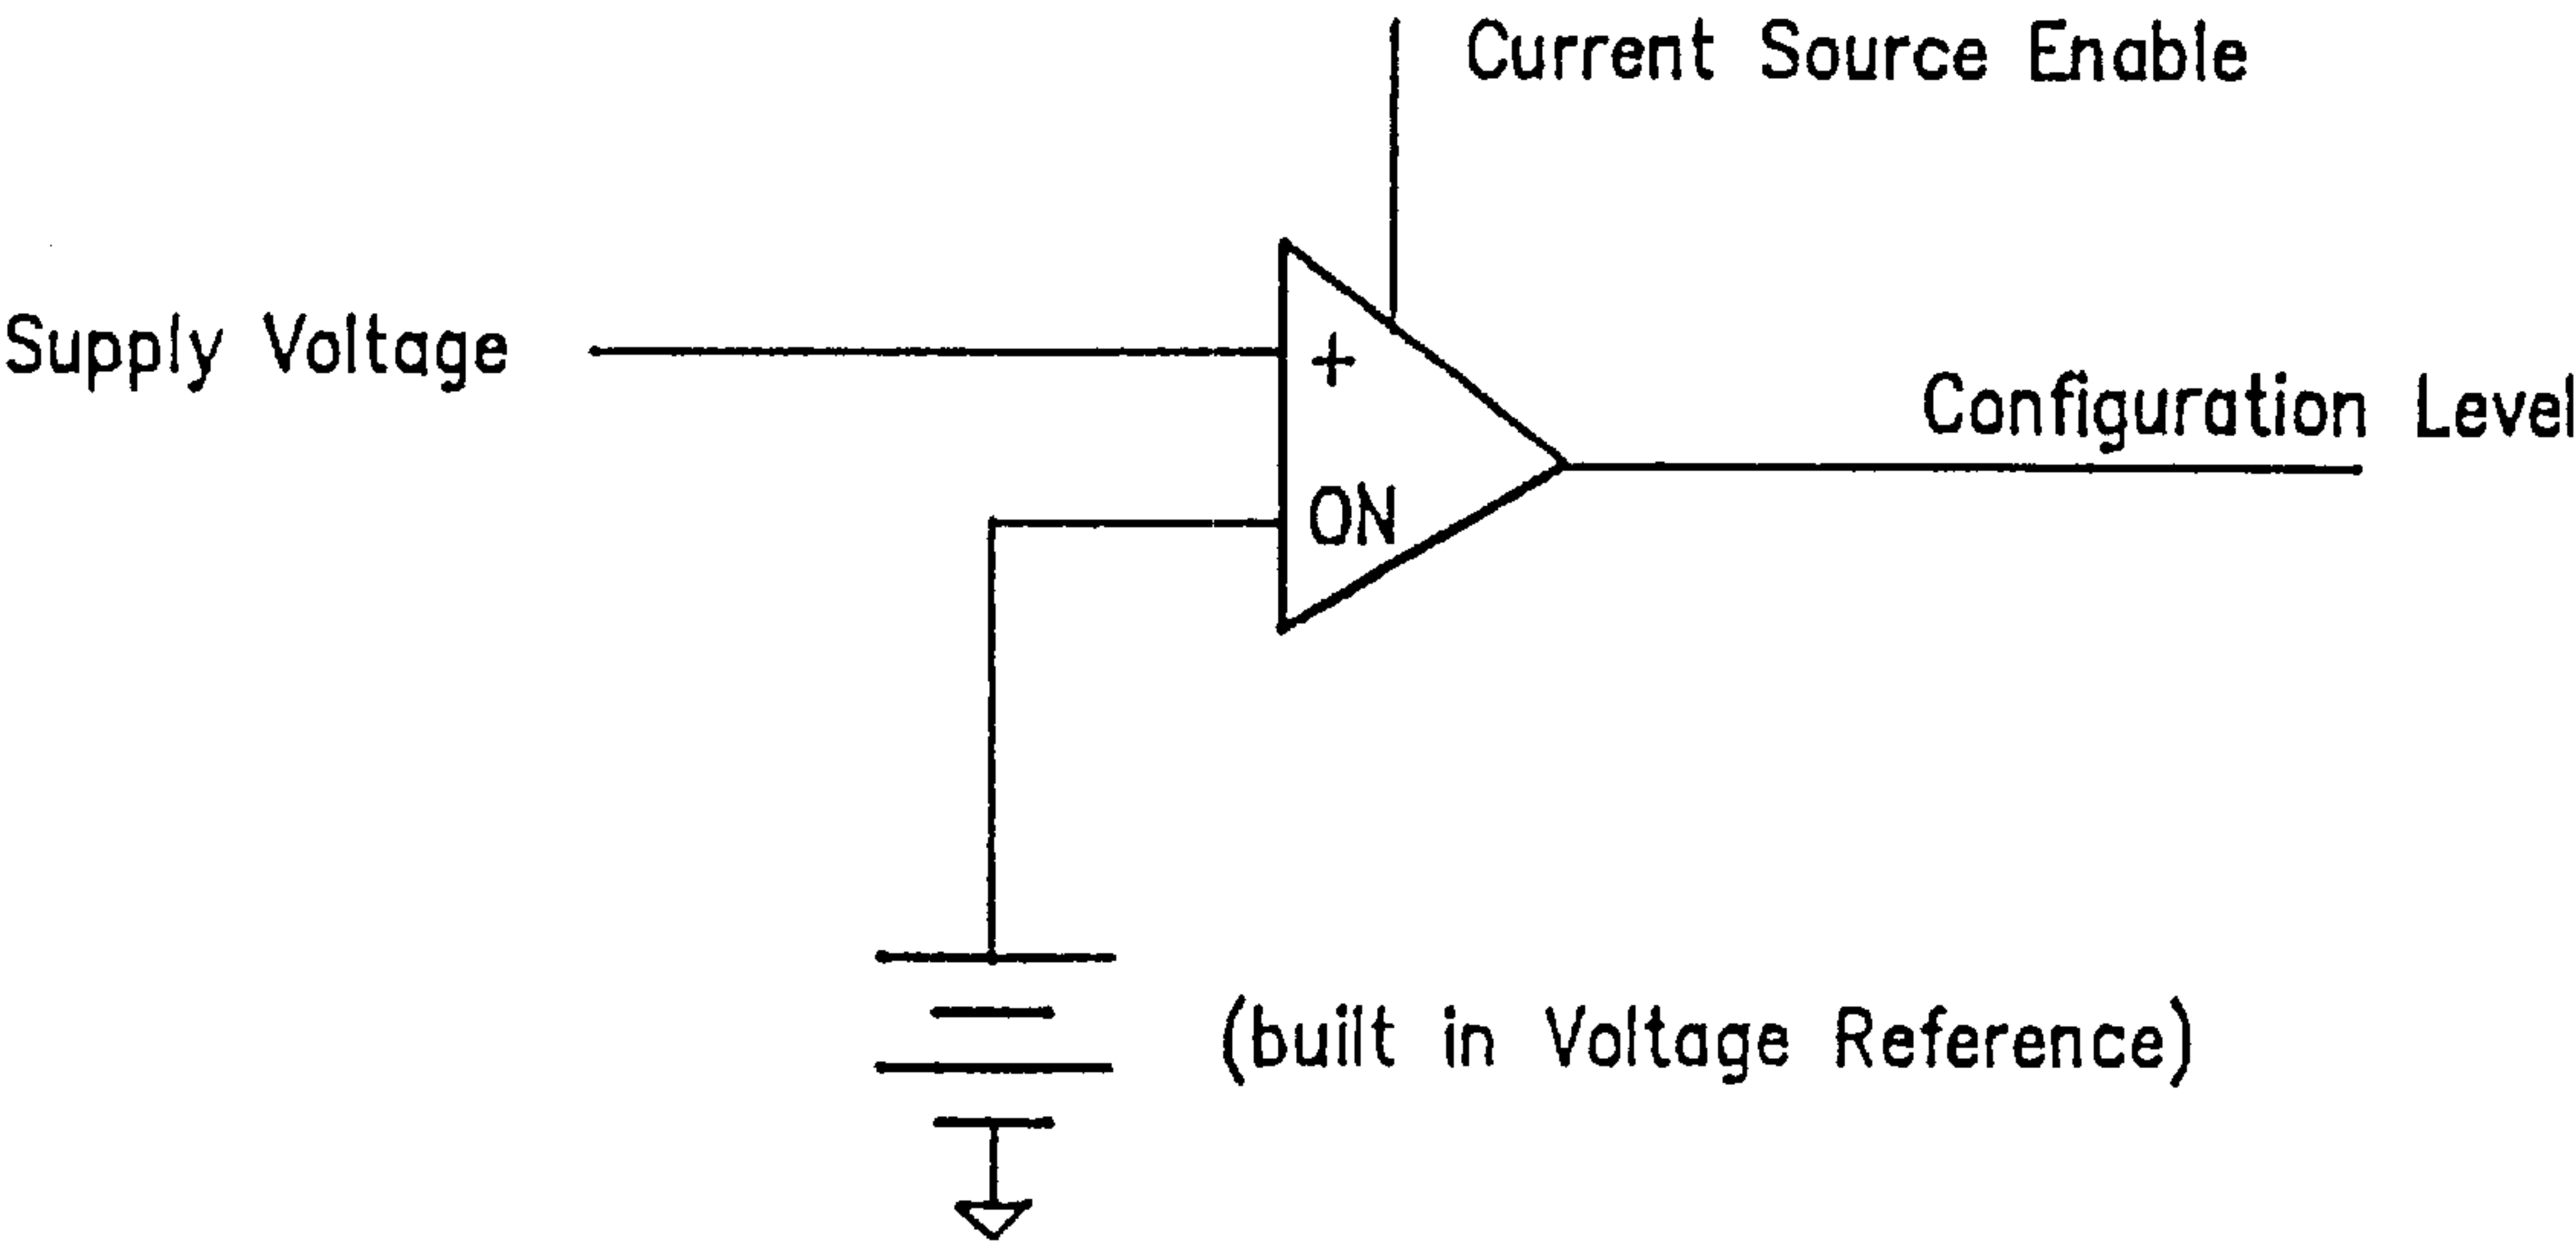 Current Source Enable
Supply Voltage
+
Configuration Level
ON
(built in Voltage Reference)